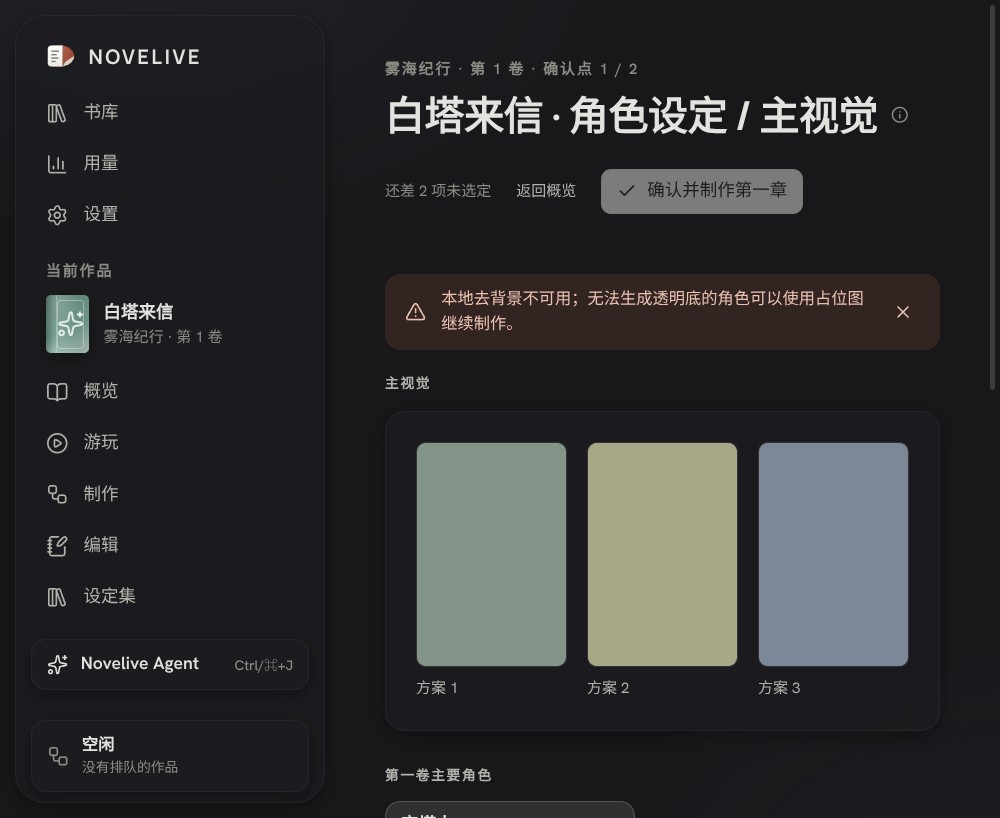 NOVELIVE
书库
用量
设置
当前作品
白塔来信
雾海纪行 · 第 1 卷
概览
游玩
制作
编辑
设定集
Novelive Agent
Ctrl/⌘+J
空闲
没有排队的作品
雾海纪行 · 第 1 卷 · 确认点 1 / 2
白塔来信 · 角色设定 / 主视觉
还差 2 项未选定
返回概览
确认并制作第一章
本地去背景不可用；无法生成透明底的角色可以使用占位图
继续制作。
主视觉
方案 1
方案 2
方案 3
第一卷主要角色